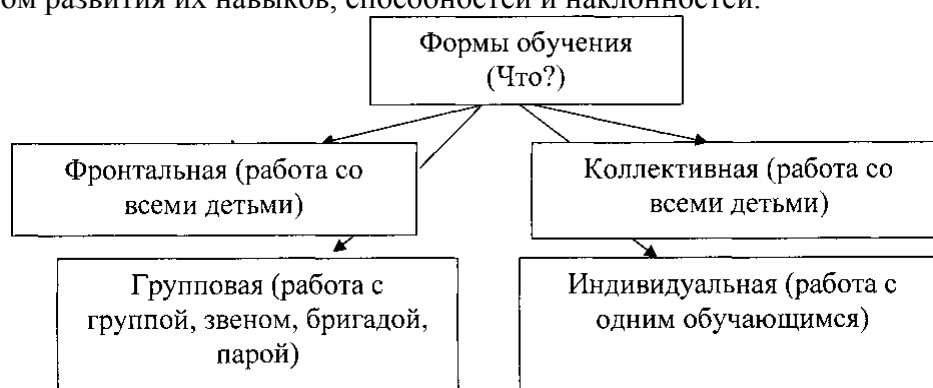 ом развития их навыков, способностей и наклонностей.
Формы обучения
(Что?)
Фронтальная (работа со
всеми детьми)
Коллективная (работа со
всеми детьми)
Групповая (работа с
группой, звеном, бригадой,
парой)
Индивидуальная (работа с
одним обучающимся)